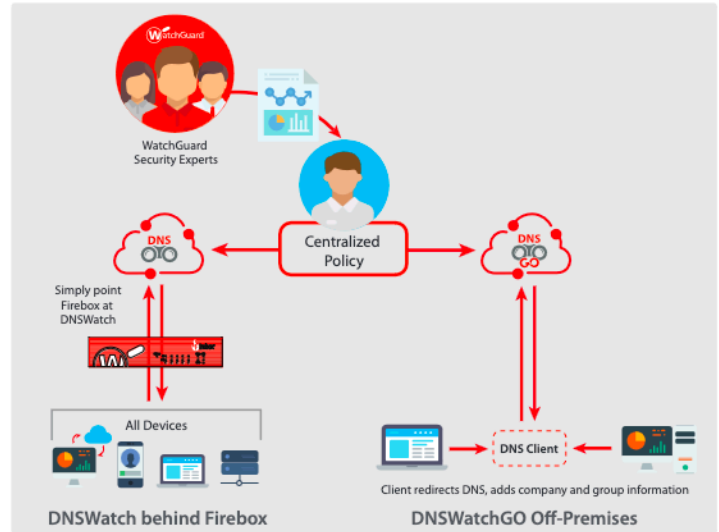 WatchGuard
WatchGuard
Security Experts
Centralized
Policy
DNS
DNS
GO
Simply point
Firebox at
DNSWatch
All Devices
DNS Client
Client redirects DNS, adds company and group information
DNSWatch behind Firebox
DNSWatchGO Off-Premises